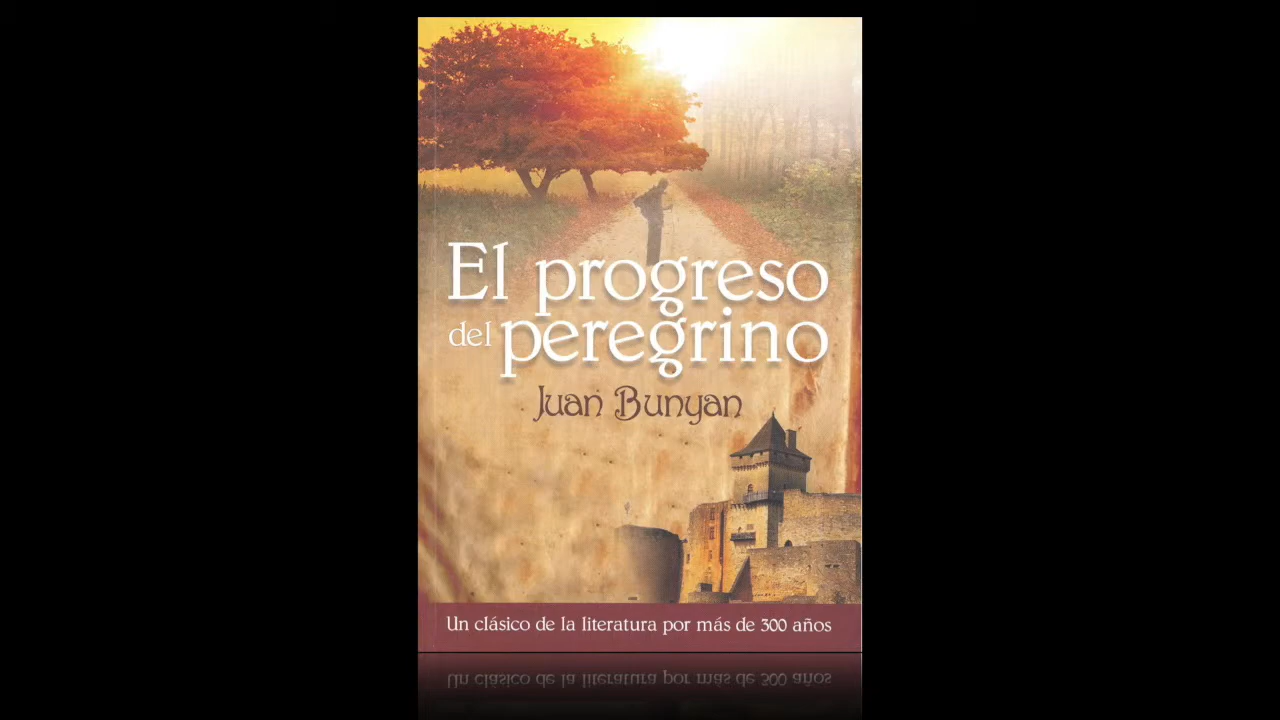 El progreso
del peregrino
Juan Bunyan
Un clásico de la literatura por más de 300 años